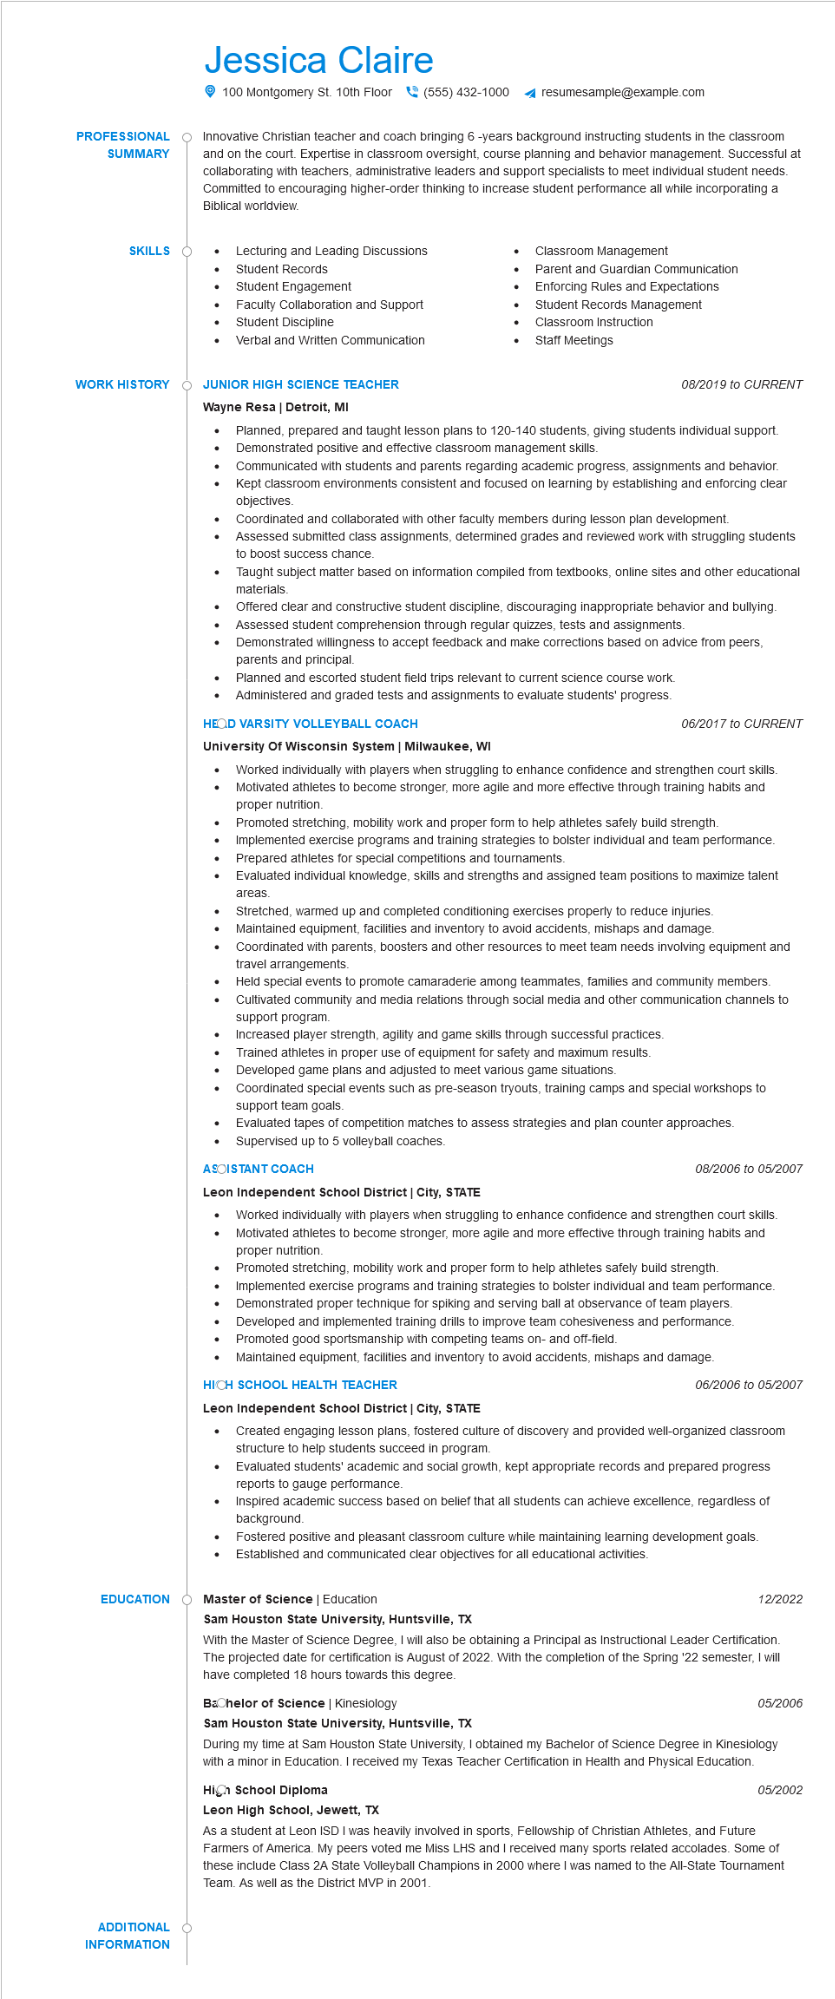 Jessica Claire
100 Montgomery St. 10th Floor (555) 432-1000 resumesample@example.com
PROFESSIONAL
SUMMARY
Innovative Christian teacher and coach bringing 6 -years background instructing students in the classroom
and on the court. Expertise in classroom oversight, course planning and behavior management. Successful at
collaborating with teachers, administrative leaders and support specialists to meet individual student needs.
Committed to encouraging higher-order thinking to increase student performance all while incorporating a
Biblical worldview.
SKILLS
• Lecturing and Leading Discussions
• Student Records
• Student Engagement
• Faculty Collaboration and Support
• Student Discipline
• Verbal and Written Communication
• Classroom Management
• Parent and Guardian Communication
• Enforcing Rules and Expectations
• Student Records Management
• Classroom Instruction
• Staff Meetings
WORK HISTORY
JUNIOR HIGH SCIENCE TEACHER 08/2019 to CURRENT
Wayne Resa | Detroit, MI
• Planned, prepared and taught lesson plans to 120-140 students, giving students individual support.
• Demonstrated positive and effective classroom management skills.
• Communicated with students and parents regarding academic progress, assignments and behavior.
• Kept classroom environments consistent and focused on learning by establishing and enforcing clear
objectives.
• Coordinated and collaborated with other faculty members during lesson plan development.
• Assessed submitted class assignments, determined grades and reviewed work with struggling students
to boost success chance.
• Taught subject matter based on information compiled from textbooks, online sites and other educational
materials.
• Offered clear and constructive student discipline, discouraging inappropriate behavior and bullying.
• Assessed student comprehension through regular quizzes, tests and assignments.
• Demonstrated willingness to accept feedback and make corrections based on advice from peers,
parents and principal.
• Planned and escorted student field trips relevant to current science course work.
• Administered and graded tests and assignments to evaluate students' progress.
HEAD VARSITY VOLLEYBALL COACH 06/2017 to CURRENT
University Of Wisconsin System | Milwaukee, WI
• Worked individually with players when struggling to enhance confidence and strengthen court skills.
• Motivated athletes to become stronger, more agile and more effective through training habits and
proper nutrition.
• Promoted stretching, mobility work and proper form to help athletes safely build strength.
• Implemented exercise programs and training strategies to bolster individual and team performance.
• Prepared athletes for special competitions and tournaments.
• Evaluated individual knowledge, skills and strengths and assigned team positions to maximize talent
areas.
• Stretched, warmed up and completed conditioning exercises properly to reduce injuries.
• Maintained equipment, facilities and inventory to avoid accidents, mishaps and damage.
• Coordinated with parents, boosters and other resources to meet team needs involving equipment and
travel arrangements.
• Held special events to promote camaraderie among teammates, families and community members.
• Cultivated community and media relations through social media and other communication channels to
support program.
• Increased player strength, agility and game skills through successful practices.
• Trained athletes in proper use of equipment for safety and maximum results.
• Developed game plans and adjusted to meet various game situations.
• Coordinated special events such as pre-season tryouts, training camps and special workshops to
support team goals.
• Evaluated tapes of competition matches to assess strategies and plan counter approaches.
• Supervised up to 5 volleyball coaches.
ASSISTANT COACH 08/2006 to 05/2007
Leon Independent School District | City, STATE
• Worked individually with players when struggling to enhance confidence and strengthen court skills.
• Motivated athletes to become stronger, more agile and more effective through training habits and
proper nutrition.
• Promoted stretching, mobility work and proper form to help athletes safely build strength.
• Implemented exercise programs and training strategies to bolster individual and team performance.
• Demonstrated proper technique for spiking and serving ball at observance of team players.
• Developed and implemented training drills to improve team cohesiveness and performance.
• Promoted good sportsmanship with competing teams on- and off-field.
• Maintained equipment, facilities and inventory to avoid accidents, mishaps and damage.
HIGH SCHOOL HEALTH TEACHER 06/2006 to 05/2007
Leon Independent School District | City, STATE
• Created engaging lesson plans, fostered culture of discovery and provided well-organized classroom
structure to help students succeed in program.
• Evaluated students' academic and social growth, kept appropriate records and prepared progress
reports to gauge performance.
• Inspired academic success based on belief that all students can achieve excellence, regardless of
background.
• Fostered positive and pleasant classroom culture while maintaining learning development goals.
• Established and communicated clear objectives for all educational activities.
EDUCATION
Master of Science | Education 12/2022
Sam Houston State University, Huntsville, TX
With the Master of Science Degree, I will also be obtaining a Principal as Instructional Leader Certification.
The projected date for certification is August of 2022. With the completion of the Spring '22 semester, I will
have completed 18 hours towards this degree.
Bachelor of Science | Kinesiology 05/2006
Sam Houston State University, Huntsville, TX
During my time at Sam Houston State University, I obtained my Bachelor of Science Degree in Kinesiology
with a minor in Education. I received my Texas Teacher Certification in Health and Physical Education.
High School Diploma 05/2002
Leon High School, Jewett, TX
As a student at Leon ISD I was heavily involved in sports, Fellowship of Christian Athletes, and Future
Farmers of America. My peers voted me Miss LHS and I received many sports related accolades. Some of
these include Class 2A State Volleyball Champions in 2000 where I was named to the All-State Tournament
Team. As well as the District MVP in 2001.
ADDITIONAL
INFORMATION